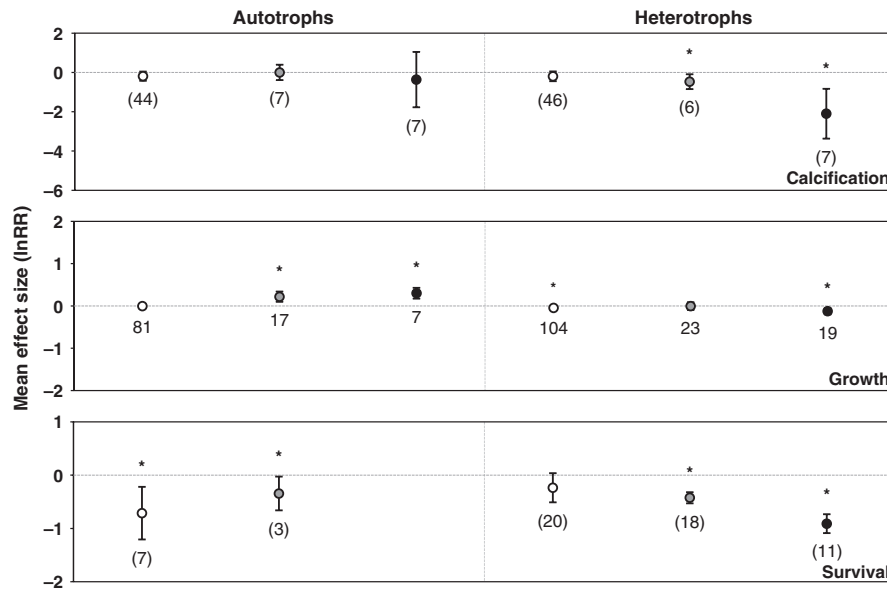 Autotrophs Heterotrophs
Mean effect size (lnRR)
2
* *
0
(44) (7) (46) (6)
−2
(7)
−4
(7)
−6 Calcification
2
* * * *
1
0
81 17 7 104 23 19
−1
−2 Growth
1
* * * *
0
−1
(7) (3) (20) (18) (11)
−2 Survival